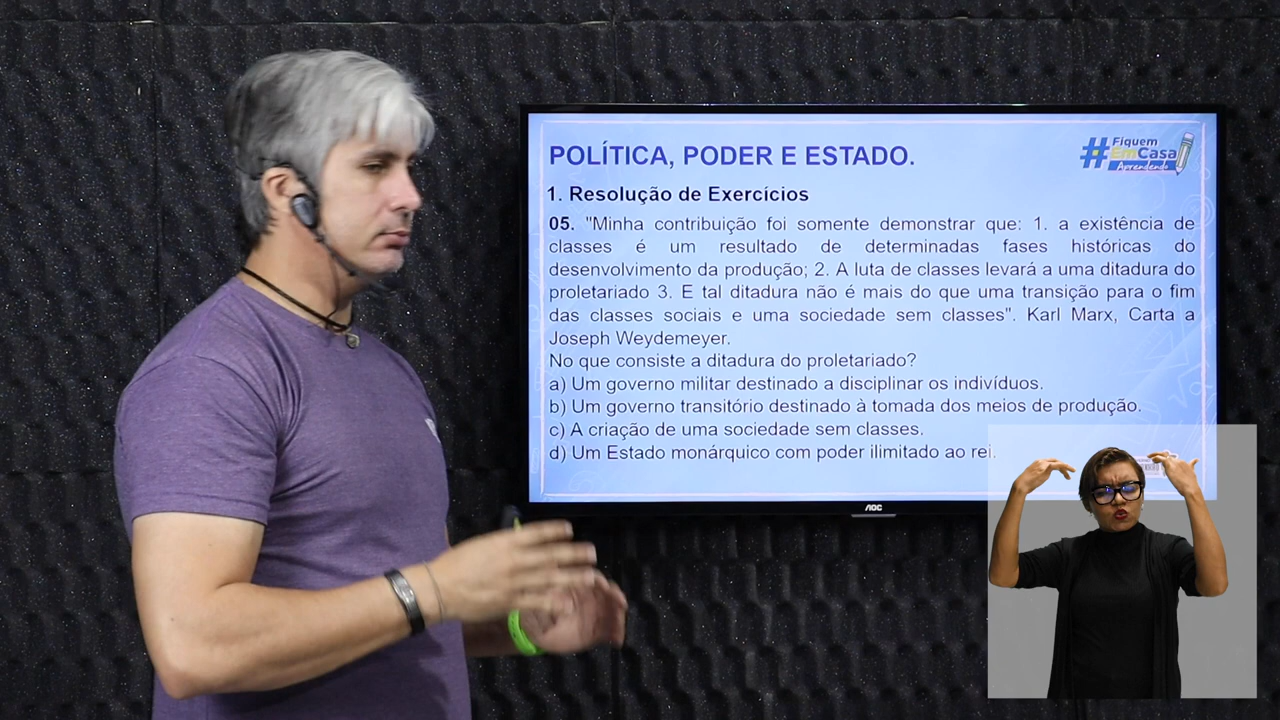 POLÍTICA, PODER E ESTADO.
#Fiquem
EmCasa
Aprendendo
1. Resolução de Exercícios
05. "Minha contribuição foi somente demonstrar que: 1. a existência de
classes é um resultado de determinadas fases históricas do
desenvolvimento da produção; 2. A luta de classes levará a uma ditadura do
proletariado 3. E tal ditadura não é mais do que uma transição para o fim
das classes sociais e uma sociedade sem classes". Karl Marx, Carta a
Joseph Weydemeyer.
No que consiste a ditadura do proletariado?
a) Um governo militar destinado a disciplinar os indivíduos.
b) Um governo transitório destinado à tomada dos meios de produção.
c) A criação de uma sociedade sem classes.
d) Um Estado monárquico com poder ilimitado ao rei.
AOC